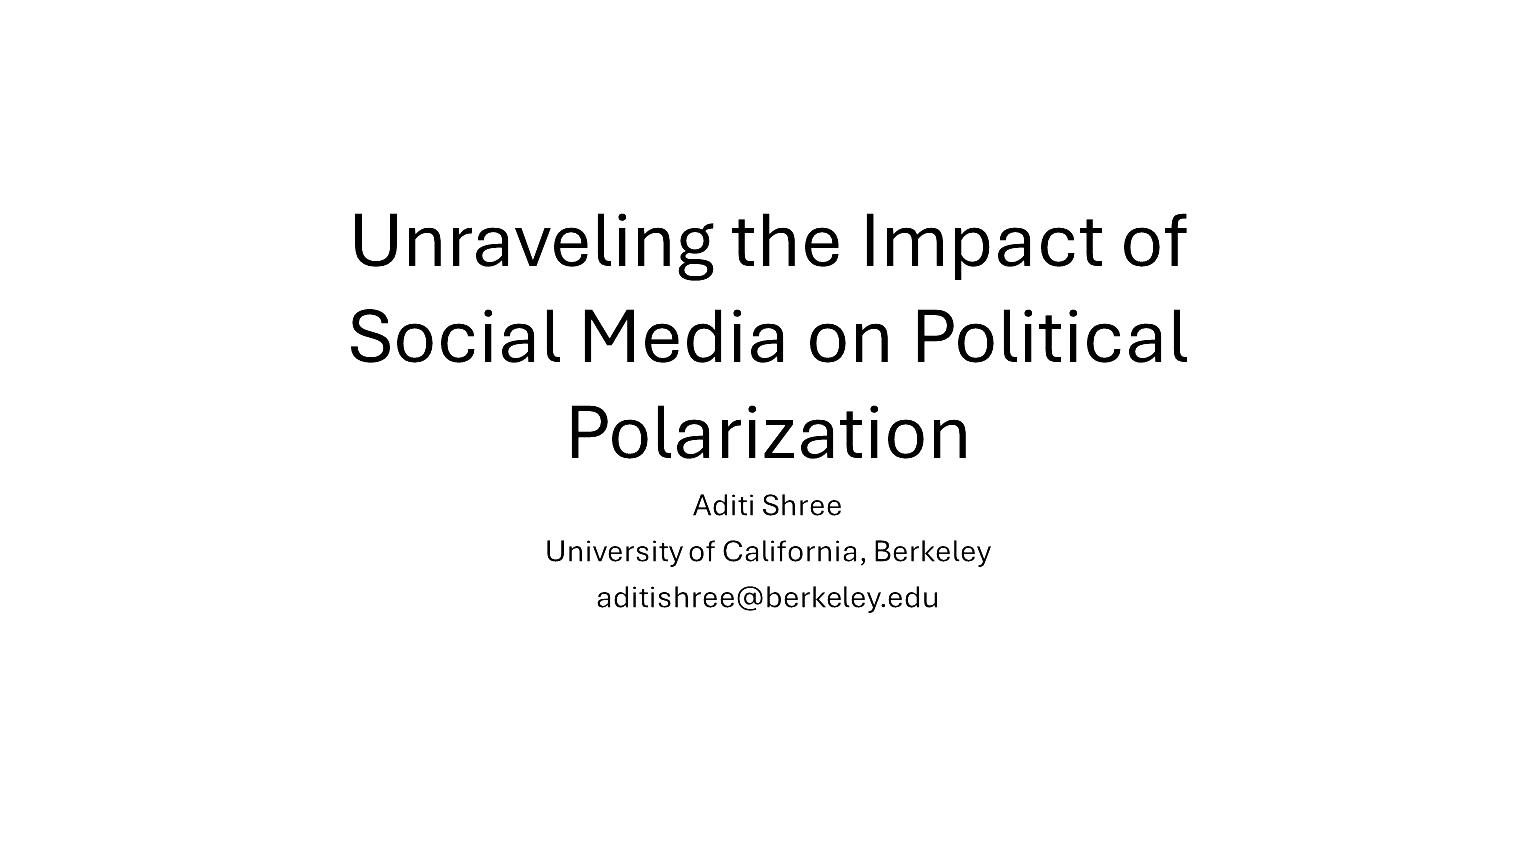 Unraveling the Impact of
Social Media on Political
Polarization
Aditi Shree
University of California, Berkeley
aditishree@berkeley.edu